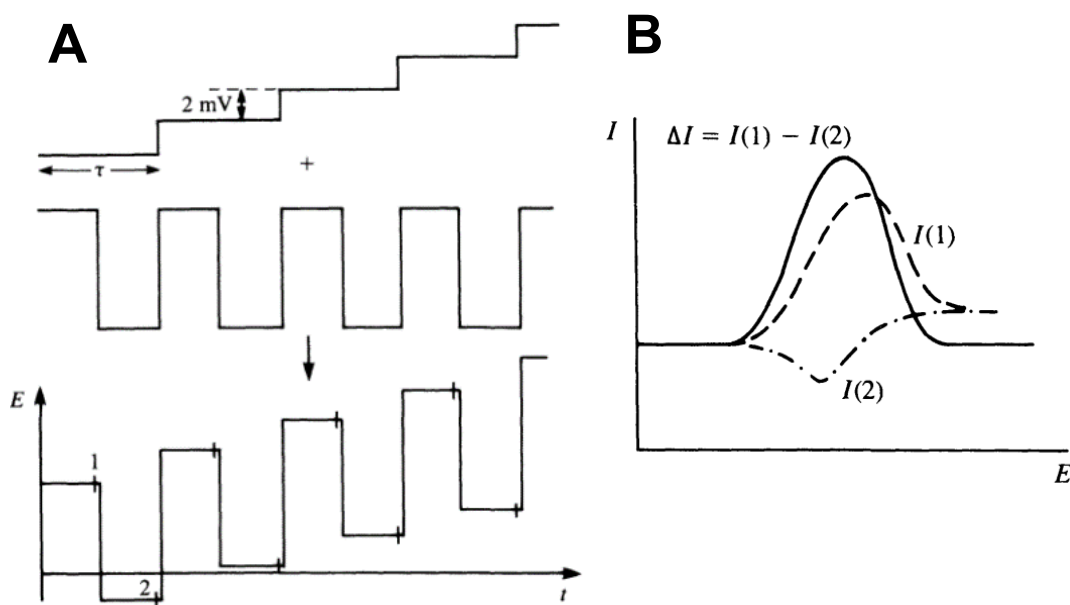 A
2 mV
τ
+
E
1
2
t
B
I
ΔI = I(1) − I(2)
I(1)
I(2)
E